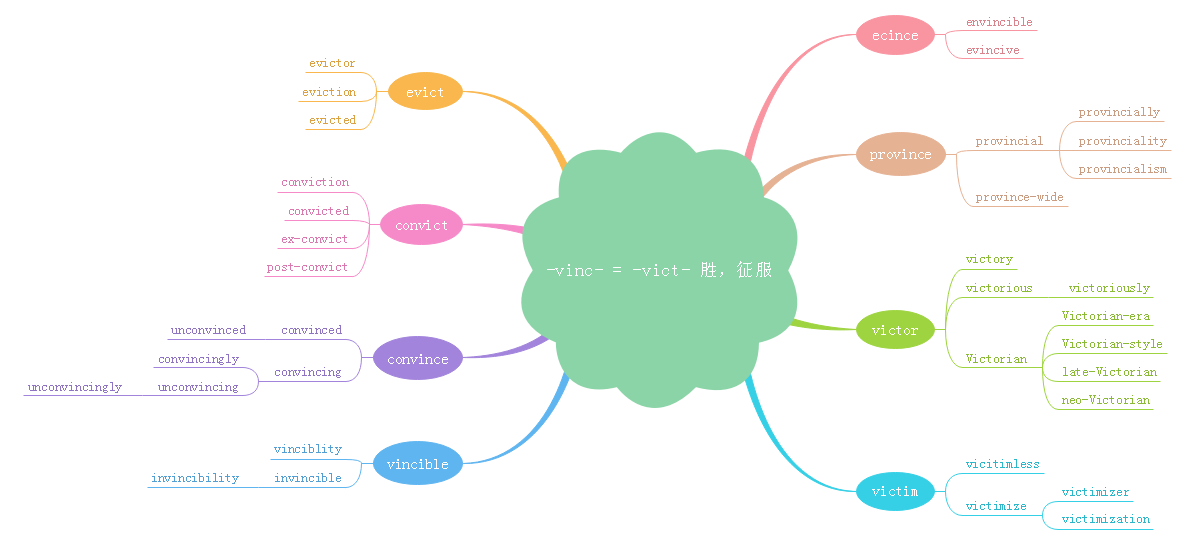 -vinc- = -vict- 胜，征服
ecince
envincible
evincive
province
provincial
provincially
provinciality
provincialism
province-wide
victor
victory
victorious
victoriously
Victorian
Victorian-era
Victorian-style
late-Victorian
neo-Victorian
victim
vicitimless
victimize
victimizer
victimization
evict
evictor
eviction
evicted
convict
conviction
convicted
ex-convict
post-convict
convince
convinced
unconvinced
convincing
convincingly
unconvincing
unconvincingly
vincible
vinciblity
invincible
invincibility